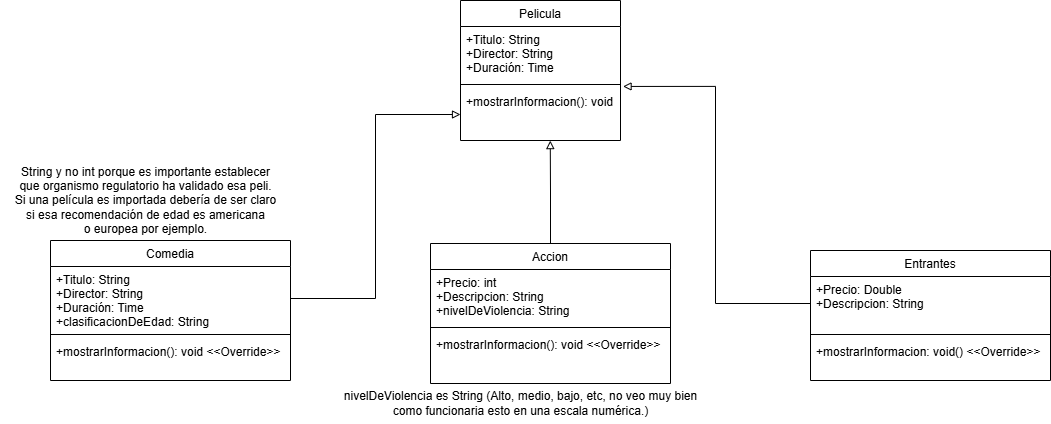 Pelicula
+Titulo: String
+Director: String
+Duración: Time
+mostrarInformacion(): void
String y no int porque es importante establecer
que organismo regulatorio ha validado esa peli.
Si una película es importada debería de ser claro
si esa recomendación de edad es americana
o europea por ejemplo.
Comedia
+Titulo: String
+Director: String
+Duración: Time
+clasificacionDeEdad: String
+mostrarInformacion(): void <<Override>>
Accion
+Precio: int
+Descripcion: String
+nivelDeViolencia: String
+mostrarInformacion(): void <<Override>>
nivelDeViolencia es String (Alto, medio, bajo, etc, no veo muy bien
como funcionaria esto en una escala numérica.)
Entrantes
+Precio: Double
+Descripcion: String
+mostrarInformacion: void() <<Override>>